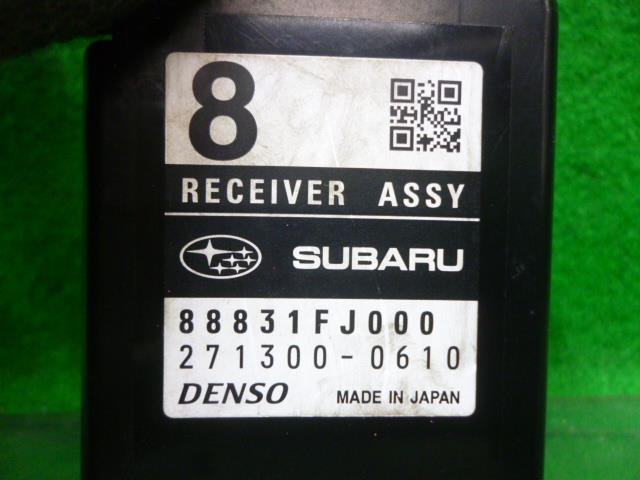 8
RECEIVER ASSY
SUBARU
88831FJ000
271300-0610
DENSO MADE IN JAPAN